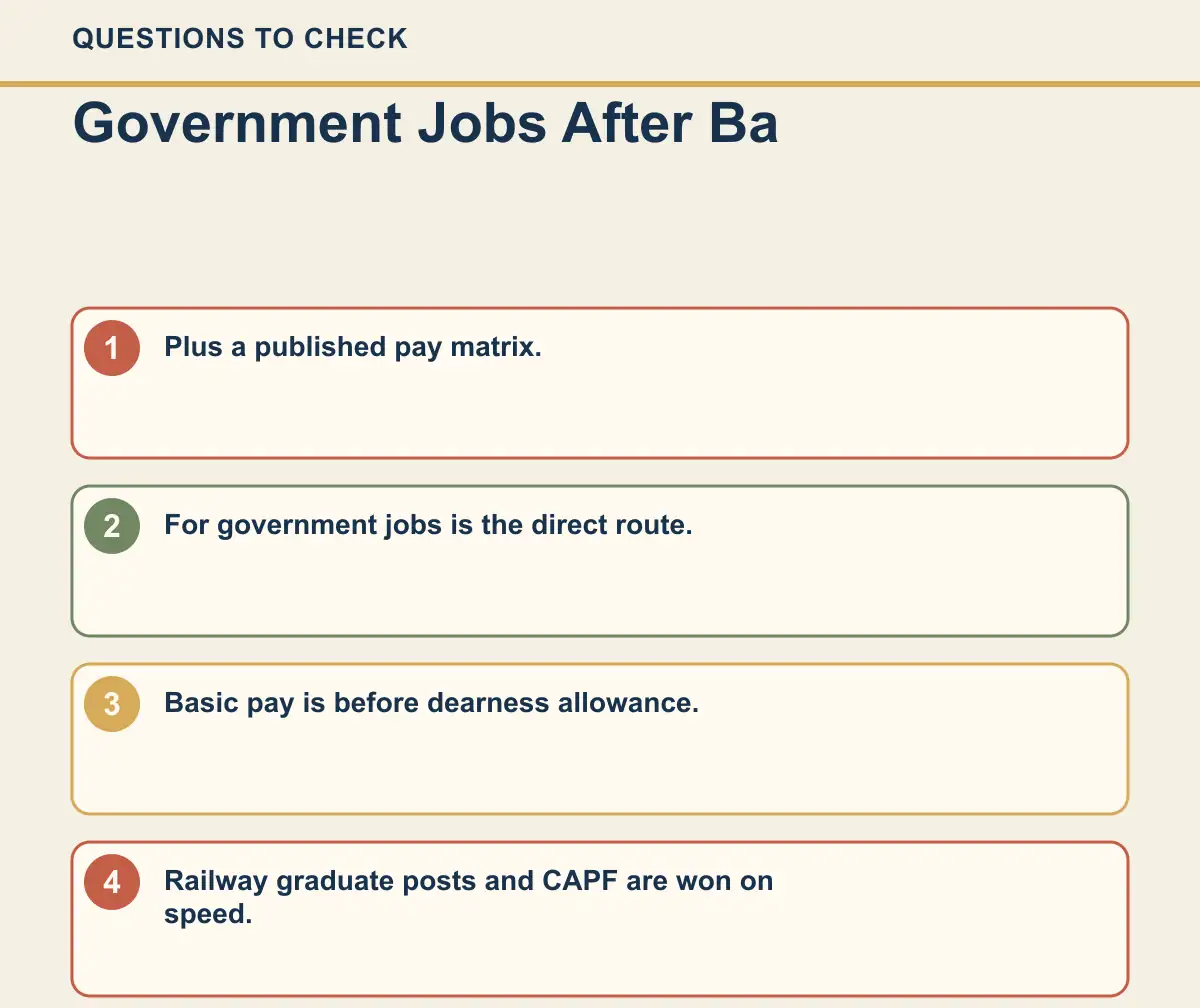 QUESTIONS TO CHECK
Government Jobs After Ba
1
Plus a published pay matrix.
2
For government jobs is the direct route.
3
Basic pay is before dearness allowance.
4
Railway graduate posts and CAPF are won on
speed.